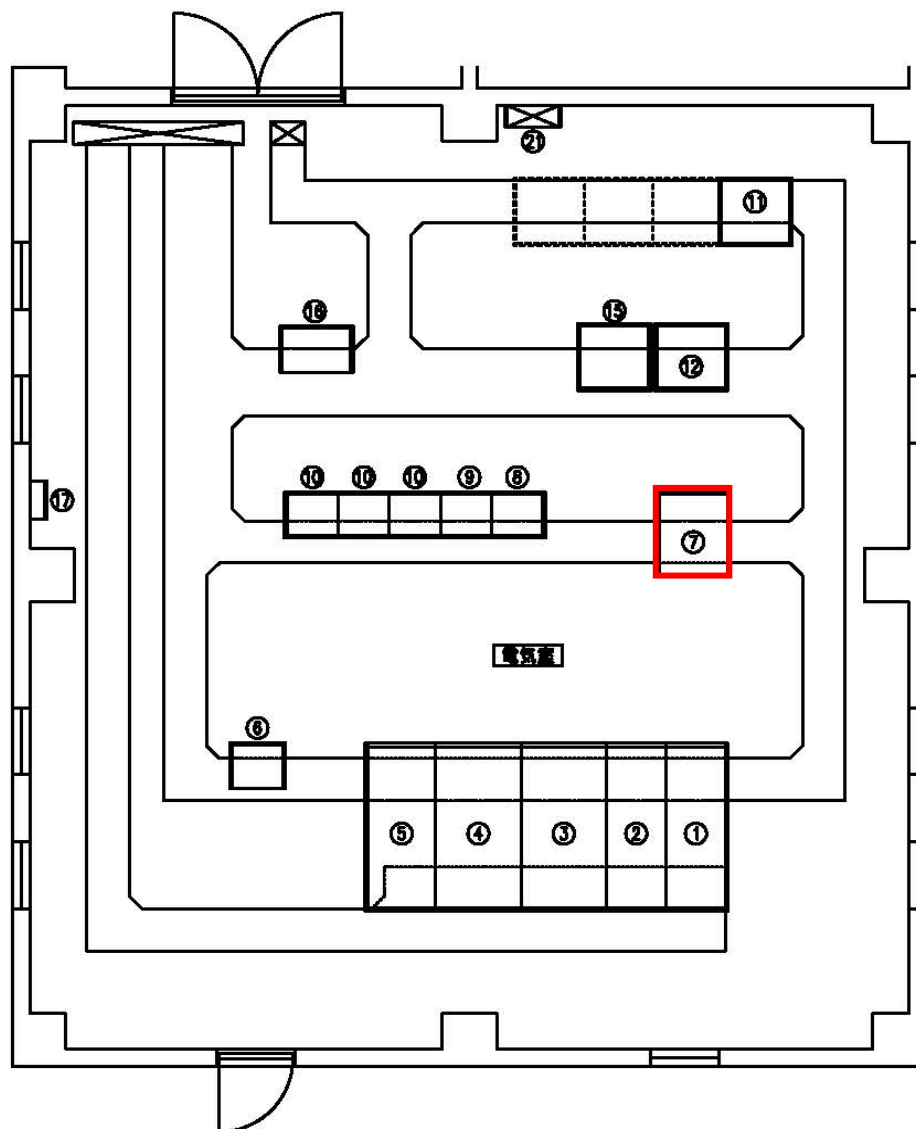 ㉑
⑪
⑯
⑮
⑫
⑩ ⑩ ⑩ ⑨ ⑧
⑰
⑦
電気室
⑥
⑤ ④ ③ ② ①